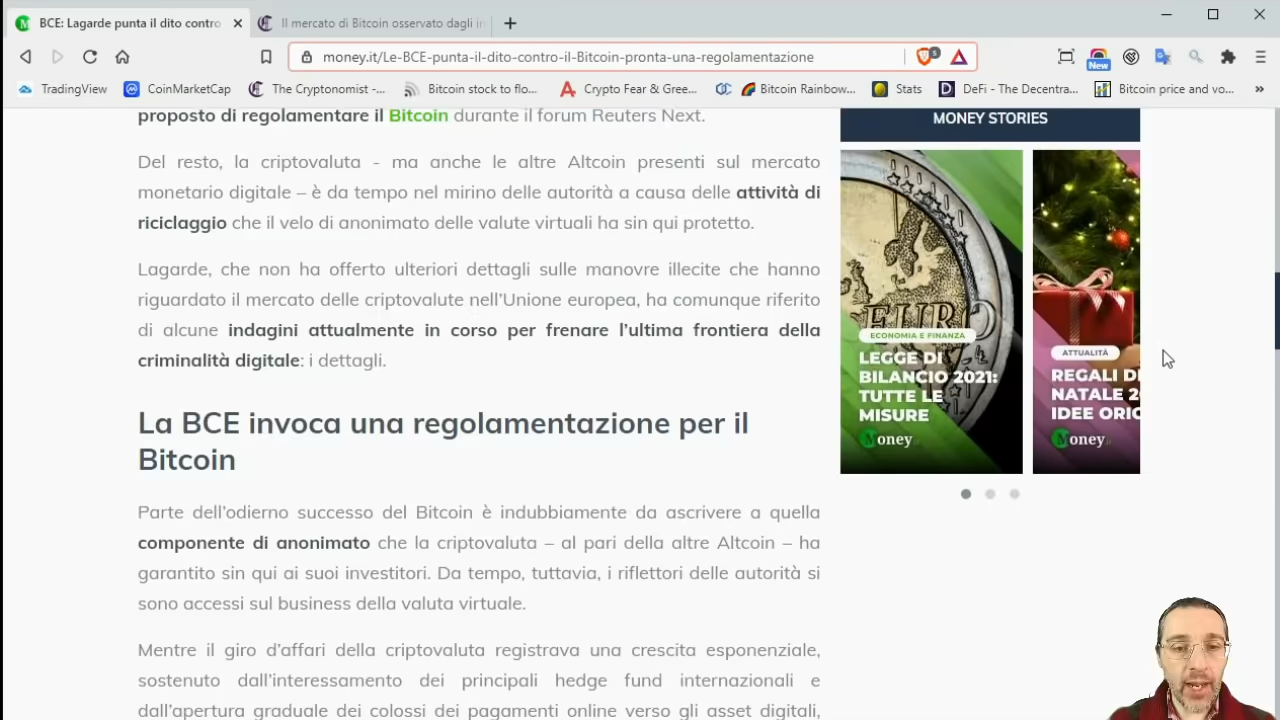 BCE: Lagarde punta il dito contro
Il mercato di Bitcoin osservato dagli in
money.it/Le-BCE-punta-il-dito-contro-il-Bitcoin-pronta-una-regolamentazione
5
New
TradingView
CoinMarketCap
The Cryptonomist -...
Bitcoin stock to flo...
Crypto Fear & Gree...
Bitcoin Rainbow...
Stats
DeFi - The Decentra...
Bitcoin price and vo...
»
proposto di regolamentare il Bitcoin durante il forum Reuters Next.
Del resto, la criptovaluta - ma anche le altre Altcoin presenti sul mercato
monetario digitale – è da tempo nel mirino delle autorità a causa delle attività di
riciclaggio che il velo di anonimato delle valute virtuali ha sin qui protetto.
Lagarde, che non ha offerto ulteriori dettagli sulle manovre illecite che hanno
riguardato il mercato delle criptovalute nell’Unione europea, ha comunque riferito
di alcune indagini attualmente in corso per frenare l’ultima frontiera della
criminalità digitale: i dettagli.
La BCE invoca una regolamentazione per il
Bitcoin
Parte dell’odierno successo del Bitcoin è indubbiamente da ascrivere a quella
componente di anonimato che la criptovaluta – al pari della altre Altcoin – ha
garantito sin qui ai suoi investitori. Da tempo, tuttavia, i riflettori delle autorità si
sono accessi sul business della valuta virtuale.
Mentre il giro d’affari della criptovaluta registrava una crescita esponenziale,
sostenuto dall’interessamento dei principali hedge fund internazionali e
dall’apertura graduale dei colossi dei pagamenti online verso gli asset digitali,
MONEY STORIES
EURO
ECONOMIA E FINANZA
LEGGE DI
BILANCIO 2021:
TUTTE LE
MISURE
Money
ATTUALITÀ
REGALI DI
NATALE 2
IDEE ORIG
Money